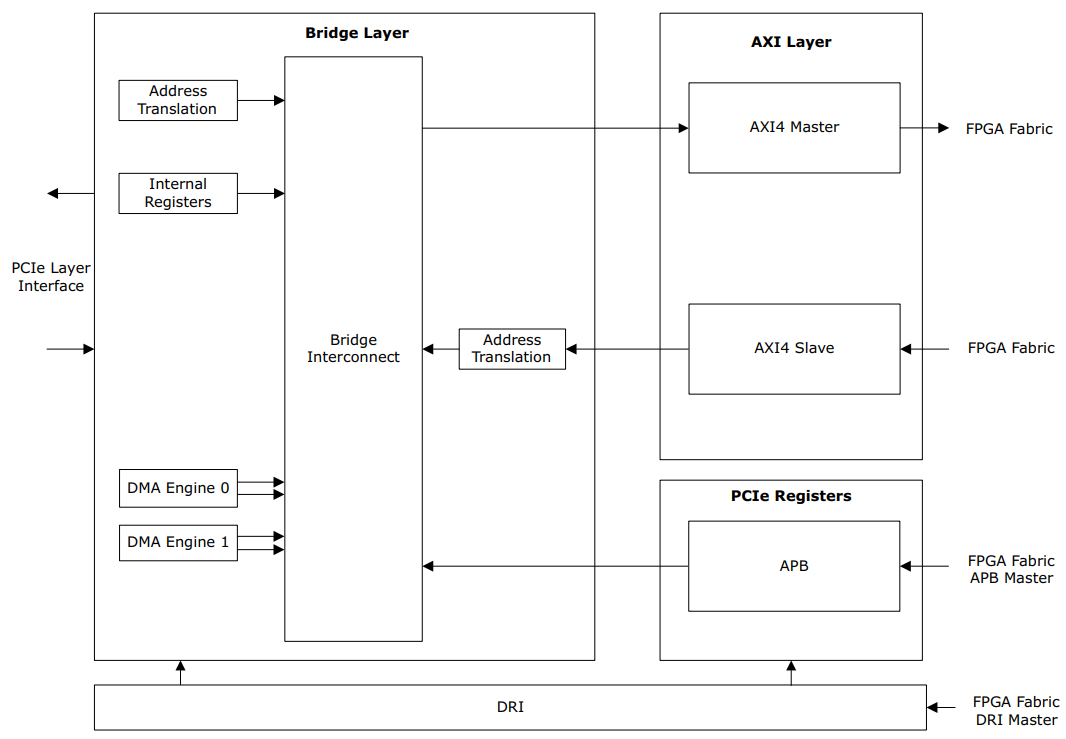 Bridge Layer
AXI Layer
Address
Translation
AXI4 Master
FPGA Fabric
Internal
Registers
PCIe Layer
Interface
Bridge
Interconnect
Address
Translation
AXI4 Slave
FPGA Fabric
DMA Engine 0
DMA Engine 1
PCIe Registers
APB
FPGA Fabric
APB Master
DRI
FPGA Fabric
DRI Master